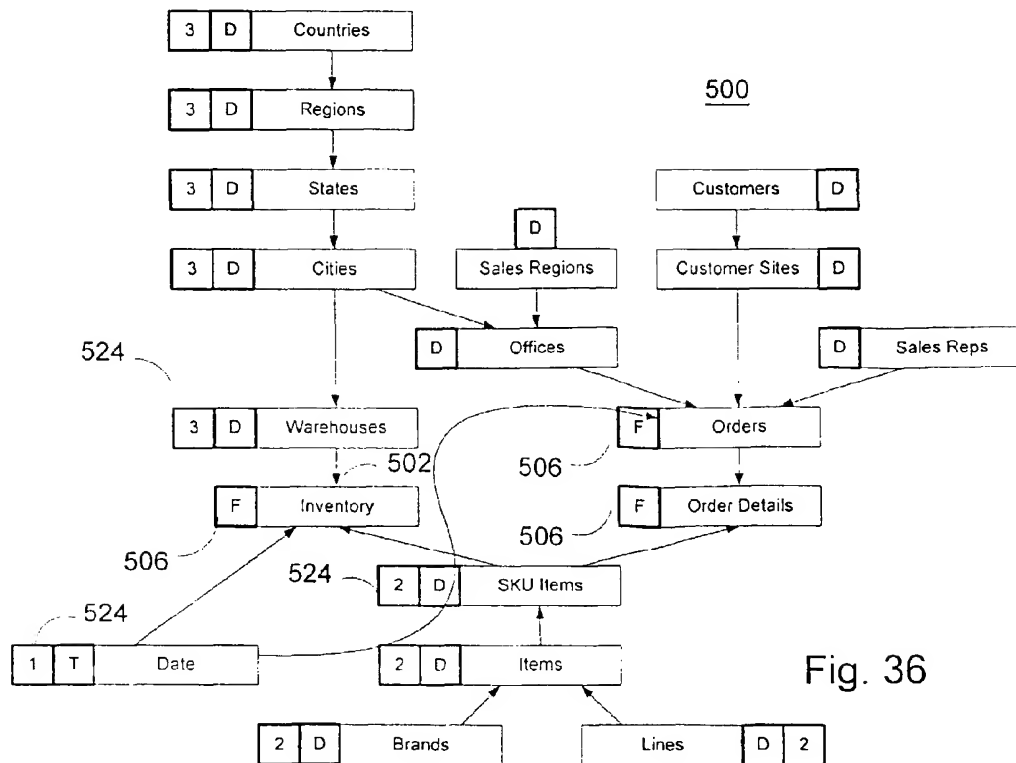 3 D Countries
500
3 D Regions
3 D States
Customers D
D
3 D Cities
Sales Regions
Customer Sites D
524
D Offices
D Sales Reps
3 D Warehouses
F Orders
502
506
F Inventory
F Order Details
506
506
524
2 D SKU Items
524
1 T Date
2 D Items
Fig. 36
2 D Brands
Lines D 2